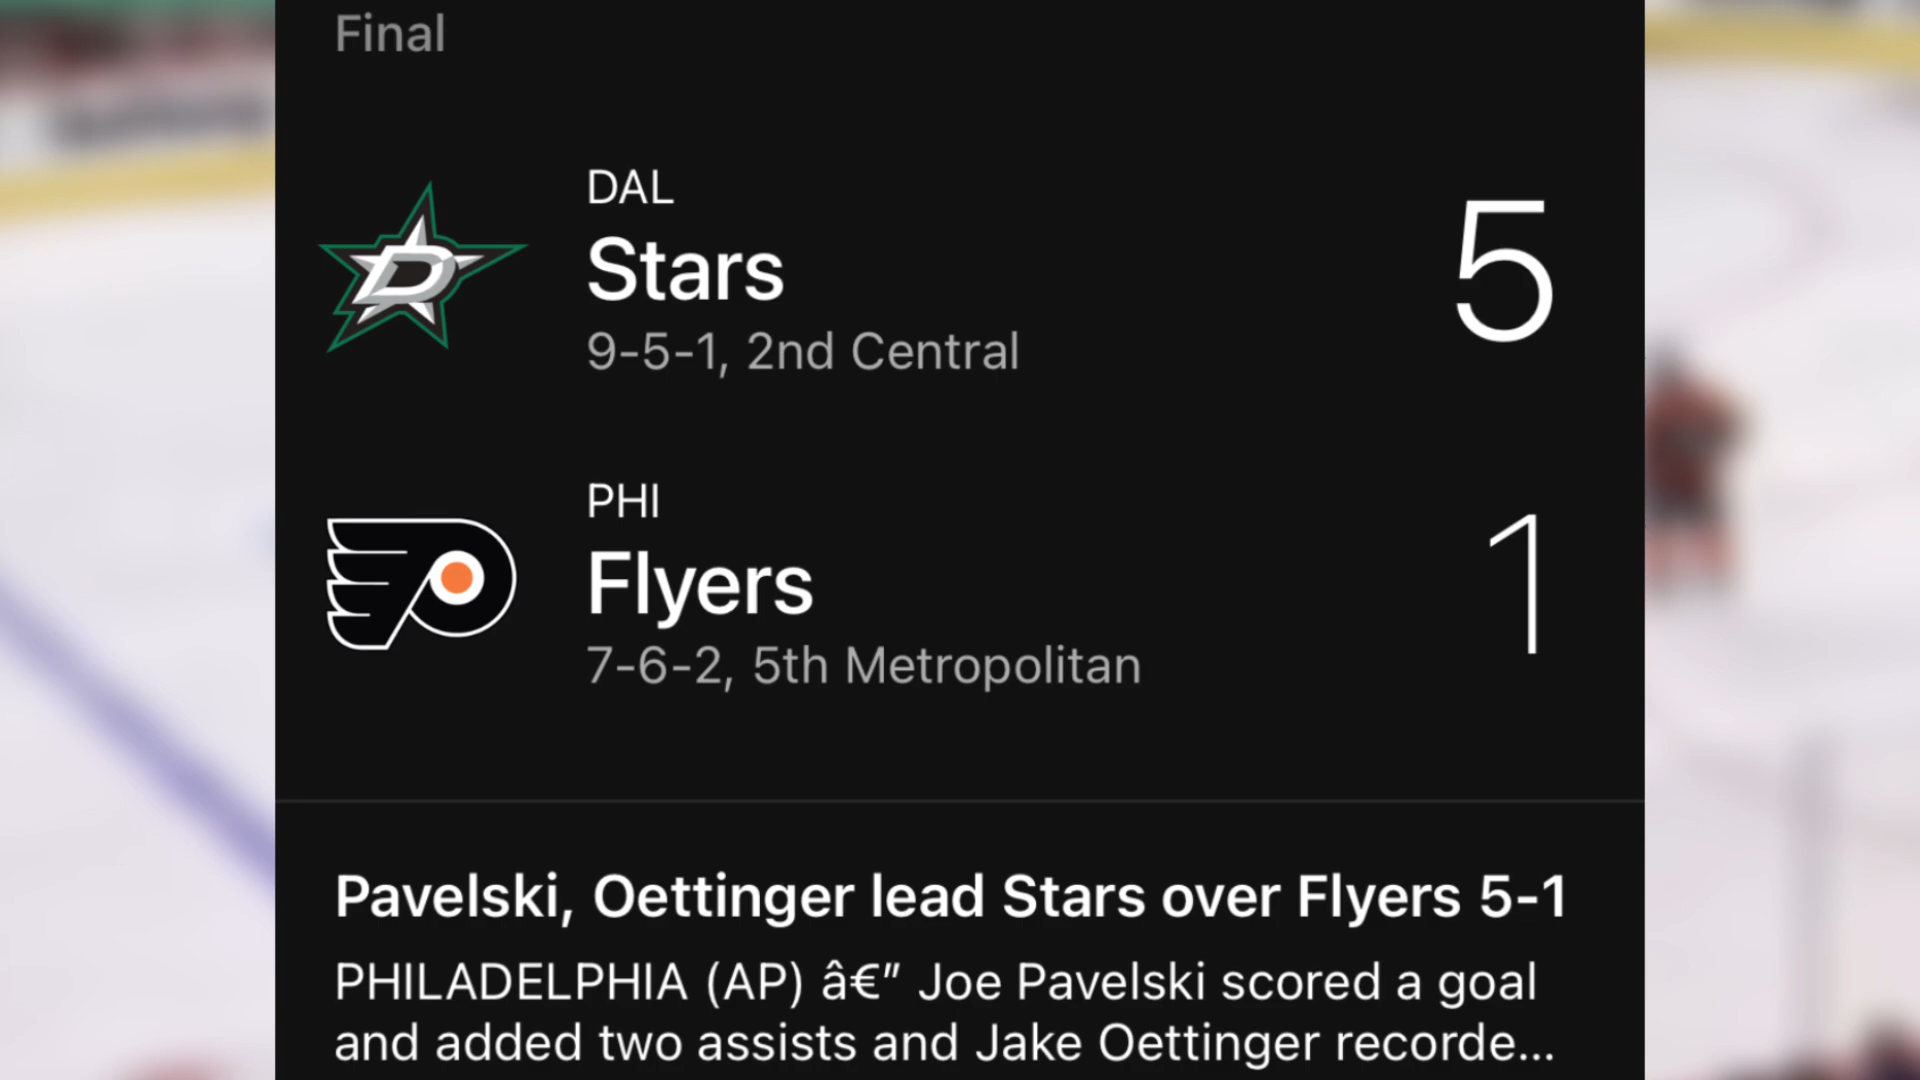 Final
DAL
Stars
9-5-1, 2nd Central
5
PHI
Flyers
7-6-2, 5th Metropolitan
1
Pavelski, Oettinger lead Stars over Flyers 5-1
PHILADELPHIA (AP) â€” Joe Pavelski scored a goal
and added two assists and Jake Oettinger recorde...